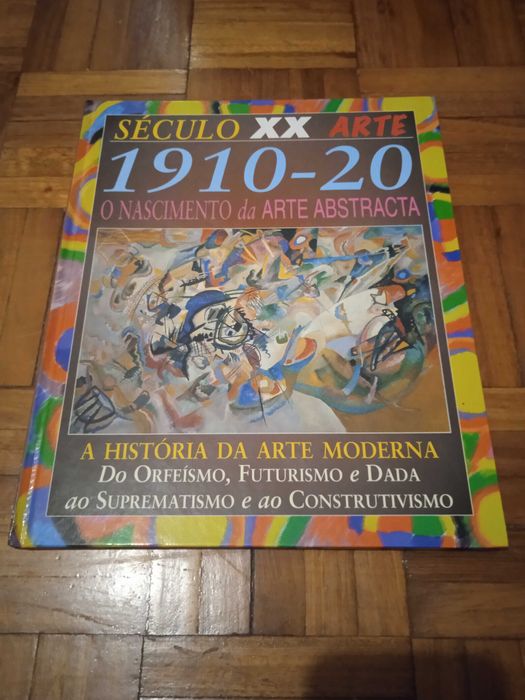 SÉCULO XX ARTE
1910-20
O NASCIMENTO da ARTE ABSTRACTA
A HISTÓRIA DA ARTE MODERNA
DO ORFEÍSMO, FUTURISMO e DADA
ao SUPREMATISMO e ao CONSTRUTIVISMO